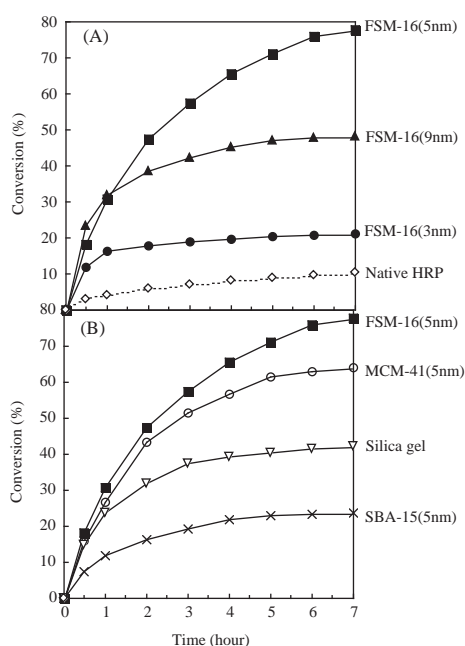 80
(A)
FSM-16(5nm)
70
60
50
FSM-16(9nm)
40
Conversion (%)
30
20
FSM-16(3nm)
10
Native HRP
80
(B)
FSM-16(5nm)
70
MCM-41(5nm)
60
50
Silica gel
40
Conversion (%)
30
SBA-15(5nm)
20
10
0
0 1 2 3 4 5 6 7
Time (hour)